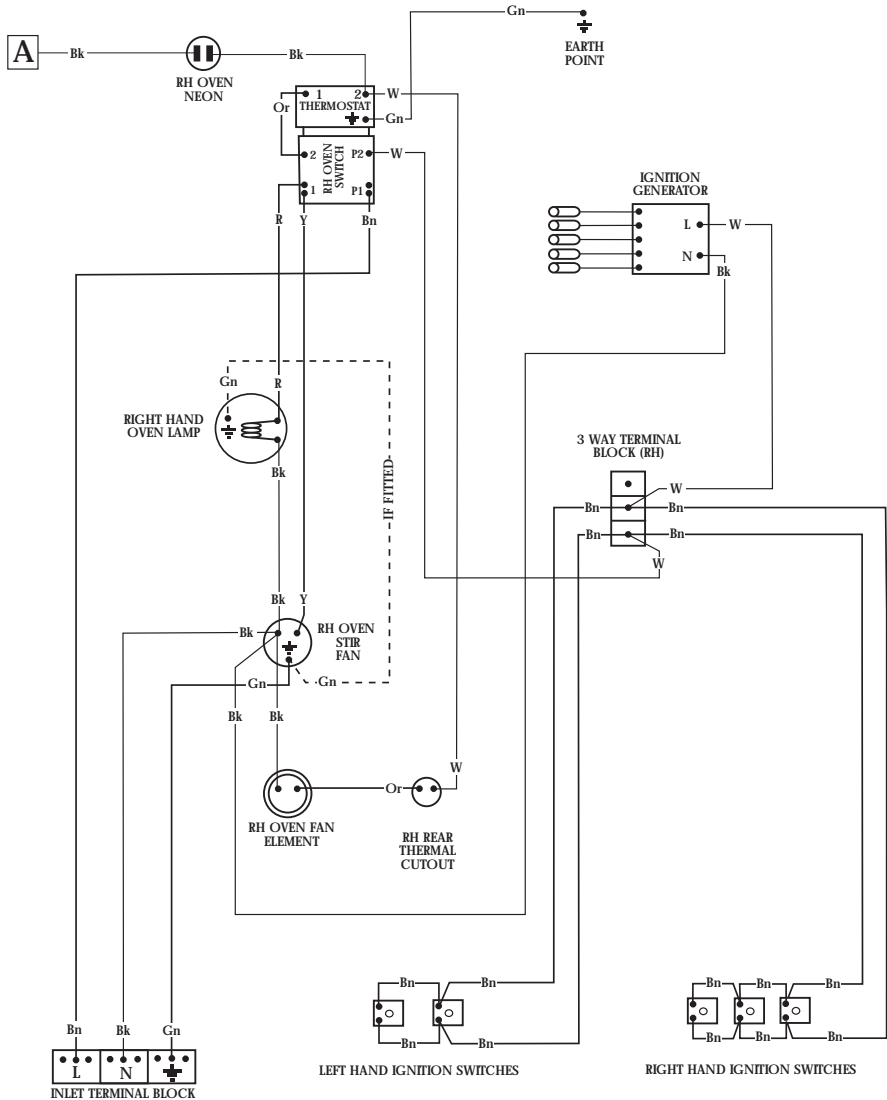 Gn
EARTH
POINT
A
Bk
Bk
RH OVEN
NEON
1
2
W
Or
THERMOSTAT
Gn
2
P2
W
RH OVEN
SWITCH
1
P1
R
Y
Bn
IGNITION
GENERATOR
L
W
N
Bk
Gn
R
RIGHT HAND
OVEN LAMP
Bk
IF FITTED
3 WAY TERMINAL
BLOCK (RH)
W
Bn
Bn
Bn
Bn
W
Bk
Y
Bk
RH OVEN
STIR
FAN
Gn
Gn
Bk
Bk
W
Or
RH OVEN FAN
ELEMENT
RH REAR
THERMAL
CUTOUT
Bn
Bn
Bn
Bn
Bn
Bn
Bn
Bn
Bn
Bn
Bn
Bk
Gn
L
N
INLET TERMINAL BLOCK
LEFT HAND IGNITION SWITCHES
RIGHT HAND IGNITION SWITCHES